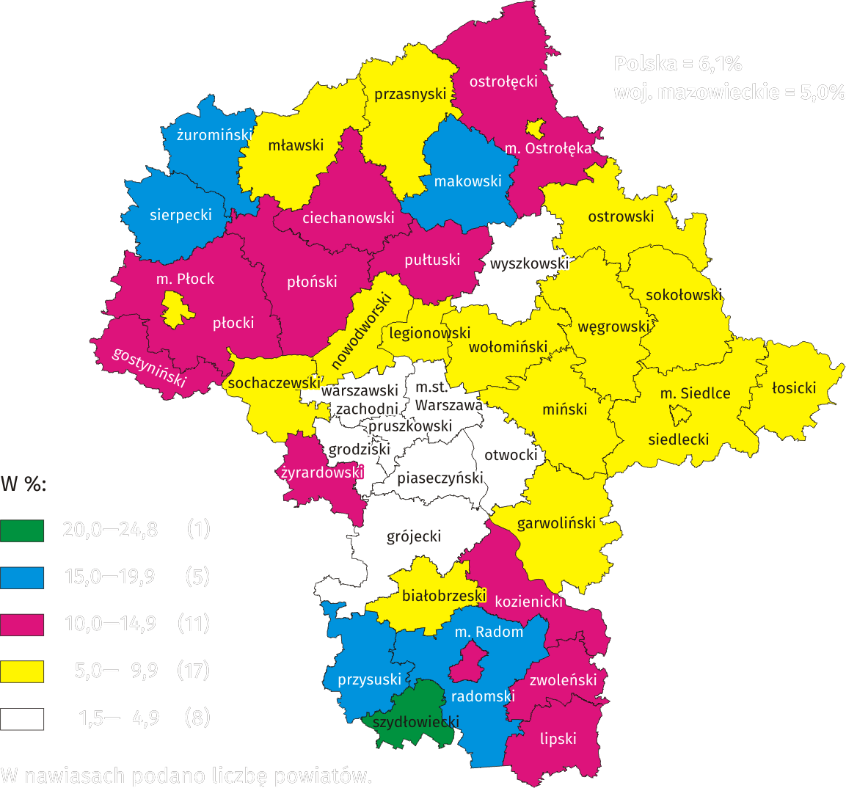 ostrołęcki
Polska = 6,1%
woj. mazowieckie = 5,0%
przasnyski
żuromiński
mławski
m. Ostrołęka
makowski
sierpecki
ciechanowski
ostrowski
pułtuski
wyszkowski
m. Płock
płoński
sokołowski
płocki
nowodworski
legionowski
węgrowski
wołomiński
gostyniński
sochaczewski
warszawski
zachodni
m.st.
Warszawa
m. Siedlce
łosicki
miński
pruszkowski
siedlecki
grodziski
otwocki
żyrardowski
piaseczyński
W %:
garwoliński
20,0—24,8 (1)
grójecki
15,0—19,9 (5)
białobrzeski
kozienicki
10,0—14,9 (11)
m. Radom
5,0— 9,9 (17)
przysuski
zwoleński
radomski
1,5— 4,9 (8)
szydłowiecki
lipski
W nawiasach podano liczbę powiatów.